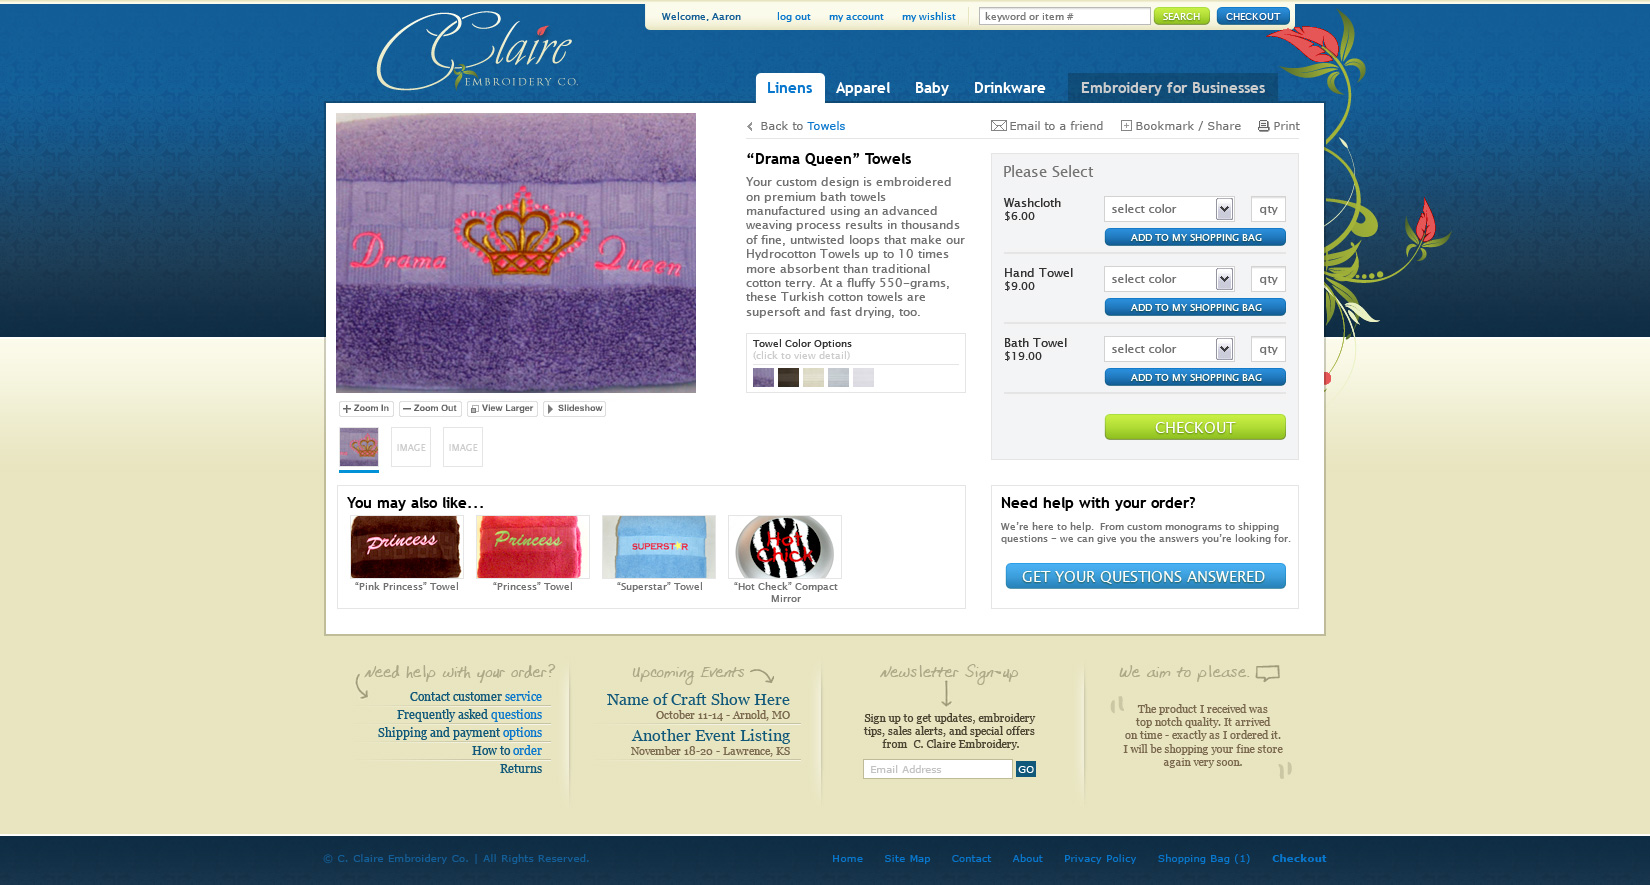 Welcome, Aaron
log out
my account
my wishlist
keyword or item #
SEARCH
CHECKOUT
C Claire
EMBROIDERY CO.
Linens
Apparel
Baby
Drinkware
Embroidery for Businesses
Back to Towels
Email to a friend
Bookmark / Share
Print
Drama Queen
Zoom In
Zoom Out
View Larger
Slideshow
IMAGE
IMAGE
“Drama Queen” Towels
Your custom design is embroidered
on premium bath towels
manufactured using an advanced
weaving process results in thousands
of fine, untwisted loops that make our
Hydrocotton Towels up to 10 times
more absorbent than traditional
cotton terry. At a fluffy 550-grams,
these Turkish cotton towels are
supersoft and fast drying, too.
Towel Color Options
(click to view detail)
Please Select
Washcloth
$6.00
select color
qty
ADD TO MY SHOPPING BAG
Hand Towel
$9.00
select color
qty
ADD TO MY SHOPPING BAG
Bath Towel
$19.00
select color
qty
ADD TO MY SHOPPING BAG
CHECKOUT
You may also like...
Princess
Princess
SUPERSTAR
Hot
Chick
“Pink Princess” Towel
“Princess” Towel
“Superstar” Towel
“Hot Check” Compact
Mirror
Need help with your order?
We’re here to help.  From custom monograms to shipping
questions – we can give you the answers you’re looking for.
GET YOUR QUESTIONS ANSWERED
Need help with your order?
Contact customer service
Frequently asked questions
Shipping and payment options
How to order
Returns
Upcoming Events
Name of Craft Show Here
October 11-14 - Arnold, MO
Another Event Listing
November 18-20 - Lawrence, KS
Newsletter Sign-up
Sign up to get updates, embroidery
tips, sales alerts, and special offers
from  C. Claire Embroidery.
Email Address
GO
We aim to please.
The product I received was
top notch quality. It arrived
on time - exactly as I ordered it.
I will be shopping your fine store
again very soon.
© C. Claire Embroidery Co. | All Rights Reserved.
Home
Site Map
Contact
About
Privacy Policy
Shopping Bag (1)
Checkout